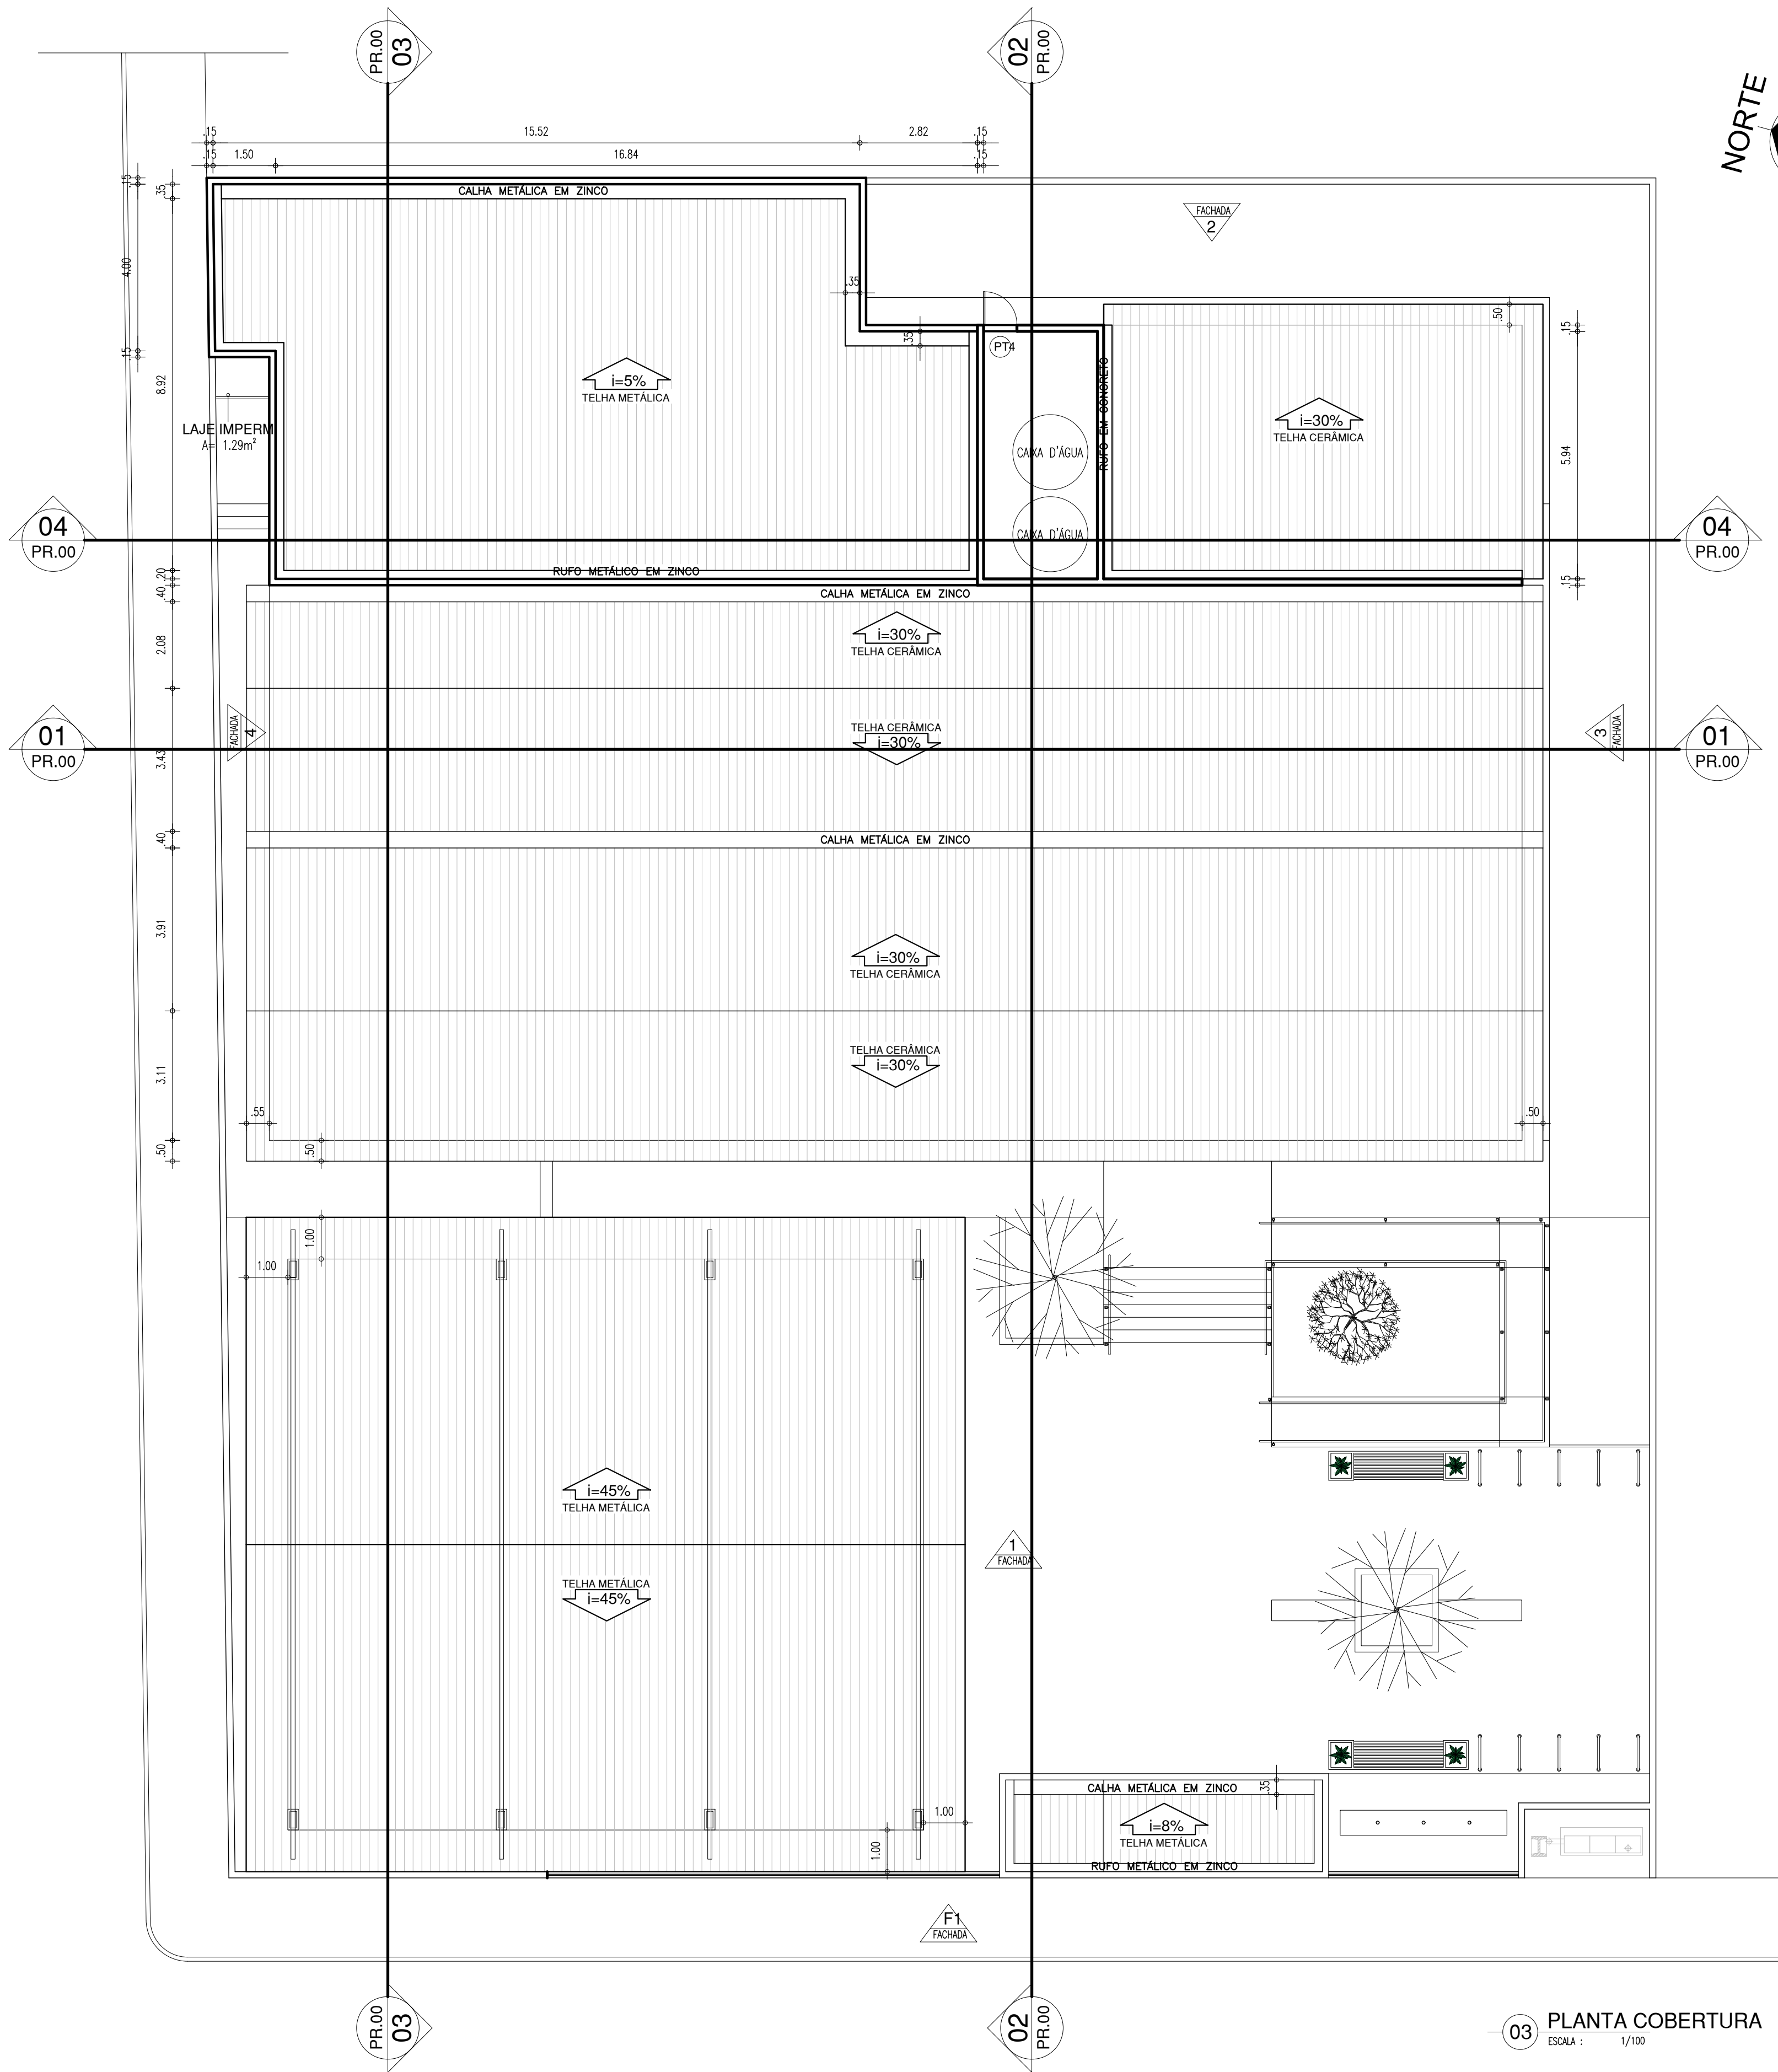 03
PR.00
02
PR.00
NORTE
.15
15.52
2.82
.15
.15
1.50
16.84
.15
.15
.35
CALHA METÁLICA EM ZINCO
FACHADA
2
4.00
.35
.50
.15
.35
PT4
.15
8.92
i=5%
TELHA METÁLICA
RUFO EM CONCRETO
i=30%
TELHA CERÂMICA
LAJE IMPERM
A= 1.29m²
CAIXA D'ÁGUA
5.94
04
PR.00
CAIXA D'ÁGUA
04
PR.00
.20
RUFO METÁLICO EM ZINCO
.40
CALHA METÁLICA EM ZINCO
.15
2.08
i=30%
TELHA CERÂMICA
01
PR.00
FACHADA
4
3.43
TELHA CERÂMICA
i=30%
3
FACHADA
01
PR.00
.40
CALHA METÁLICA EM ZINCO
3.91
i=30%
TELHA CERÂMICA
3.11
TELHA CERÂMICA
i=30%
.55
.50
.50
.50
1.00
1.00
i=45%
TELHA METÁLICA
1
FACHADA
TELHA METÁLICA
i=45%
CALHA METÁLICA EM ZINCO
.35
1.00
i=8%
TELHA METÁLICA
1.00
RUFO METÁLICO EM ZINCO
F1
FACHADA
PR.00
03
02
PR.00
03
PLANTA COBERTURA
ESCALA : 1/100